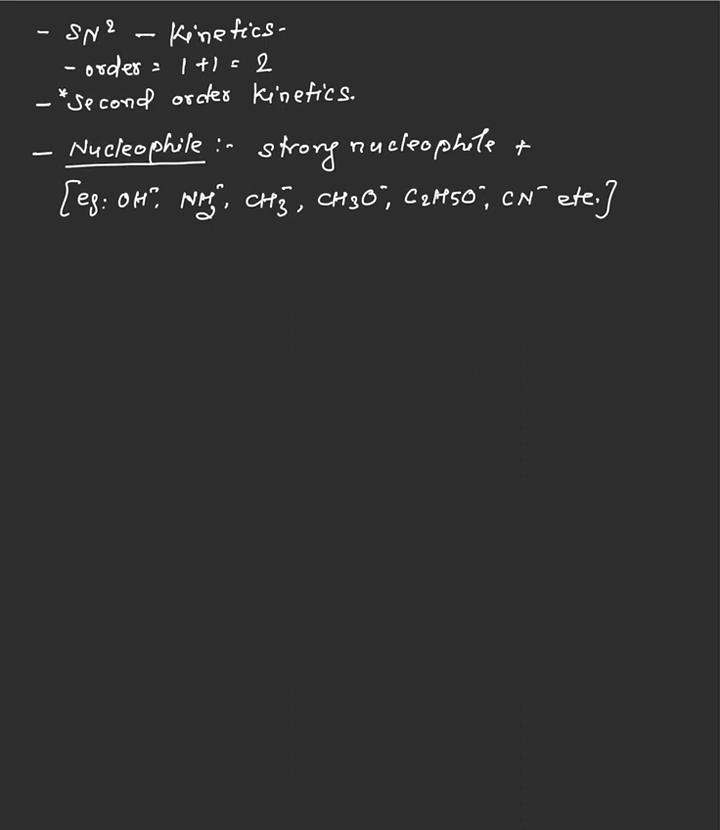 - SN² - Kinetics-
- order = 1+1 = 2
- *Second order kinetics.
- Nucleophile :- strong nucleophile +
[eg: OH⁻, NH₂⁻, CH₃⁻, CH3O⁻, C2H5O⁻, CN⁻ etc.]